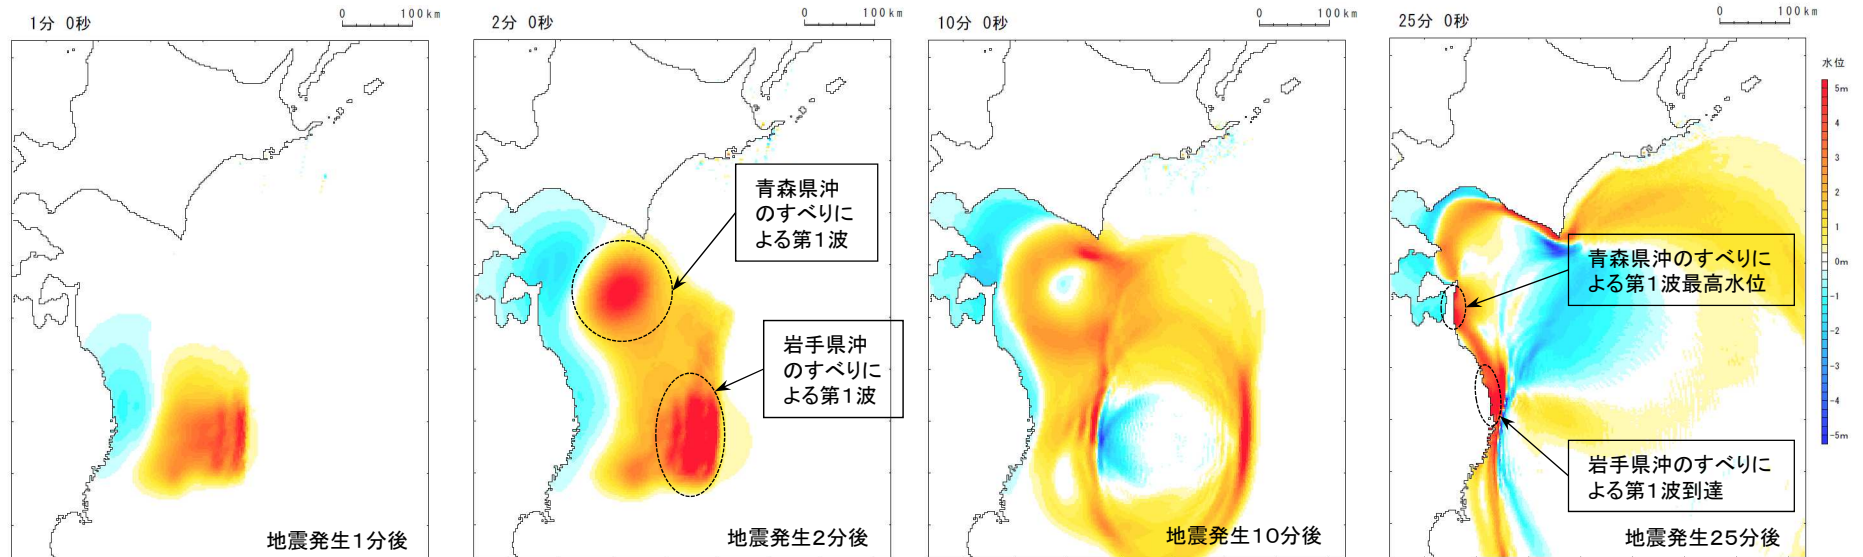 1分 0秒
0 100km
地震発生1分後
2分 0秒
0 100km
青森県沖
のすべりに
よる第1波
岩手県沖
のすべりに
よる第1波
地震発生2分後
10分 0秒
0 100km
地震発生10分後
25分 0秒
0 100km
青森県沖のすべりに
よる第1波最高水位
岩手県沖のすべりに
よる第1波到達
地震発生25分後
水位
5m
4
3
2
1
0m
-1
-2
-3
-4
-5m